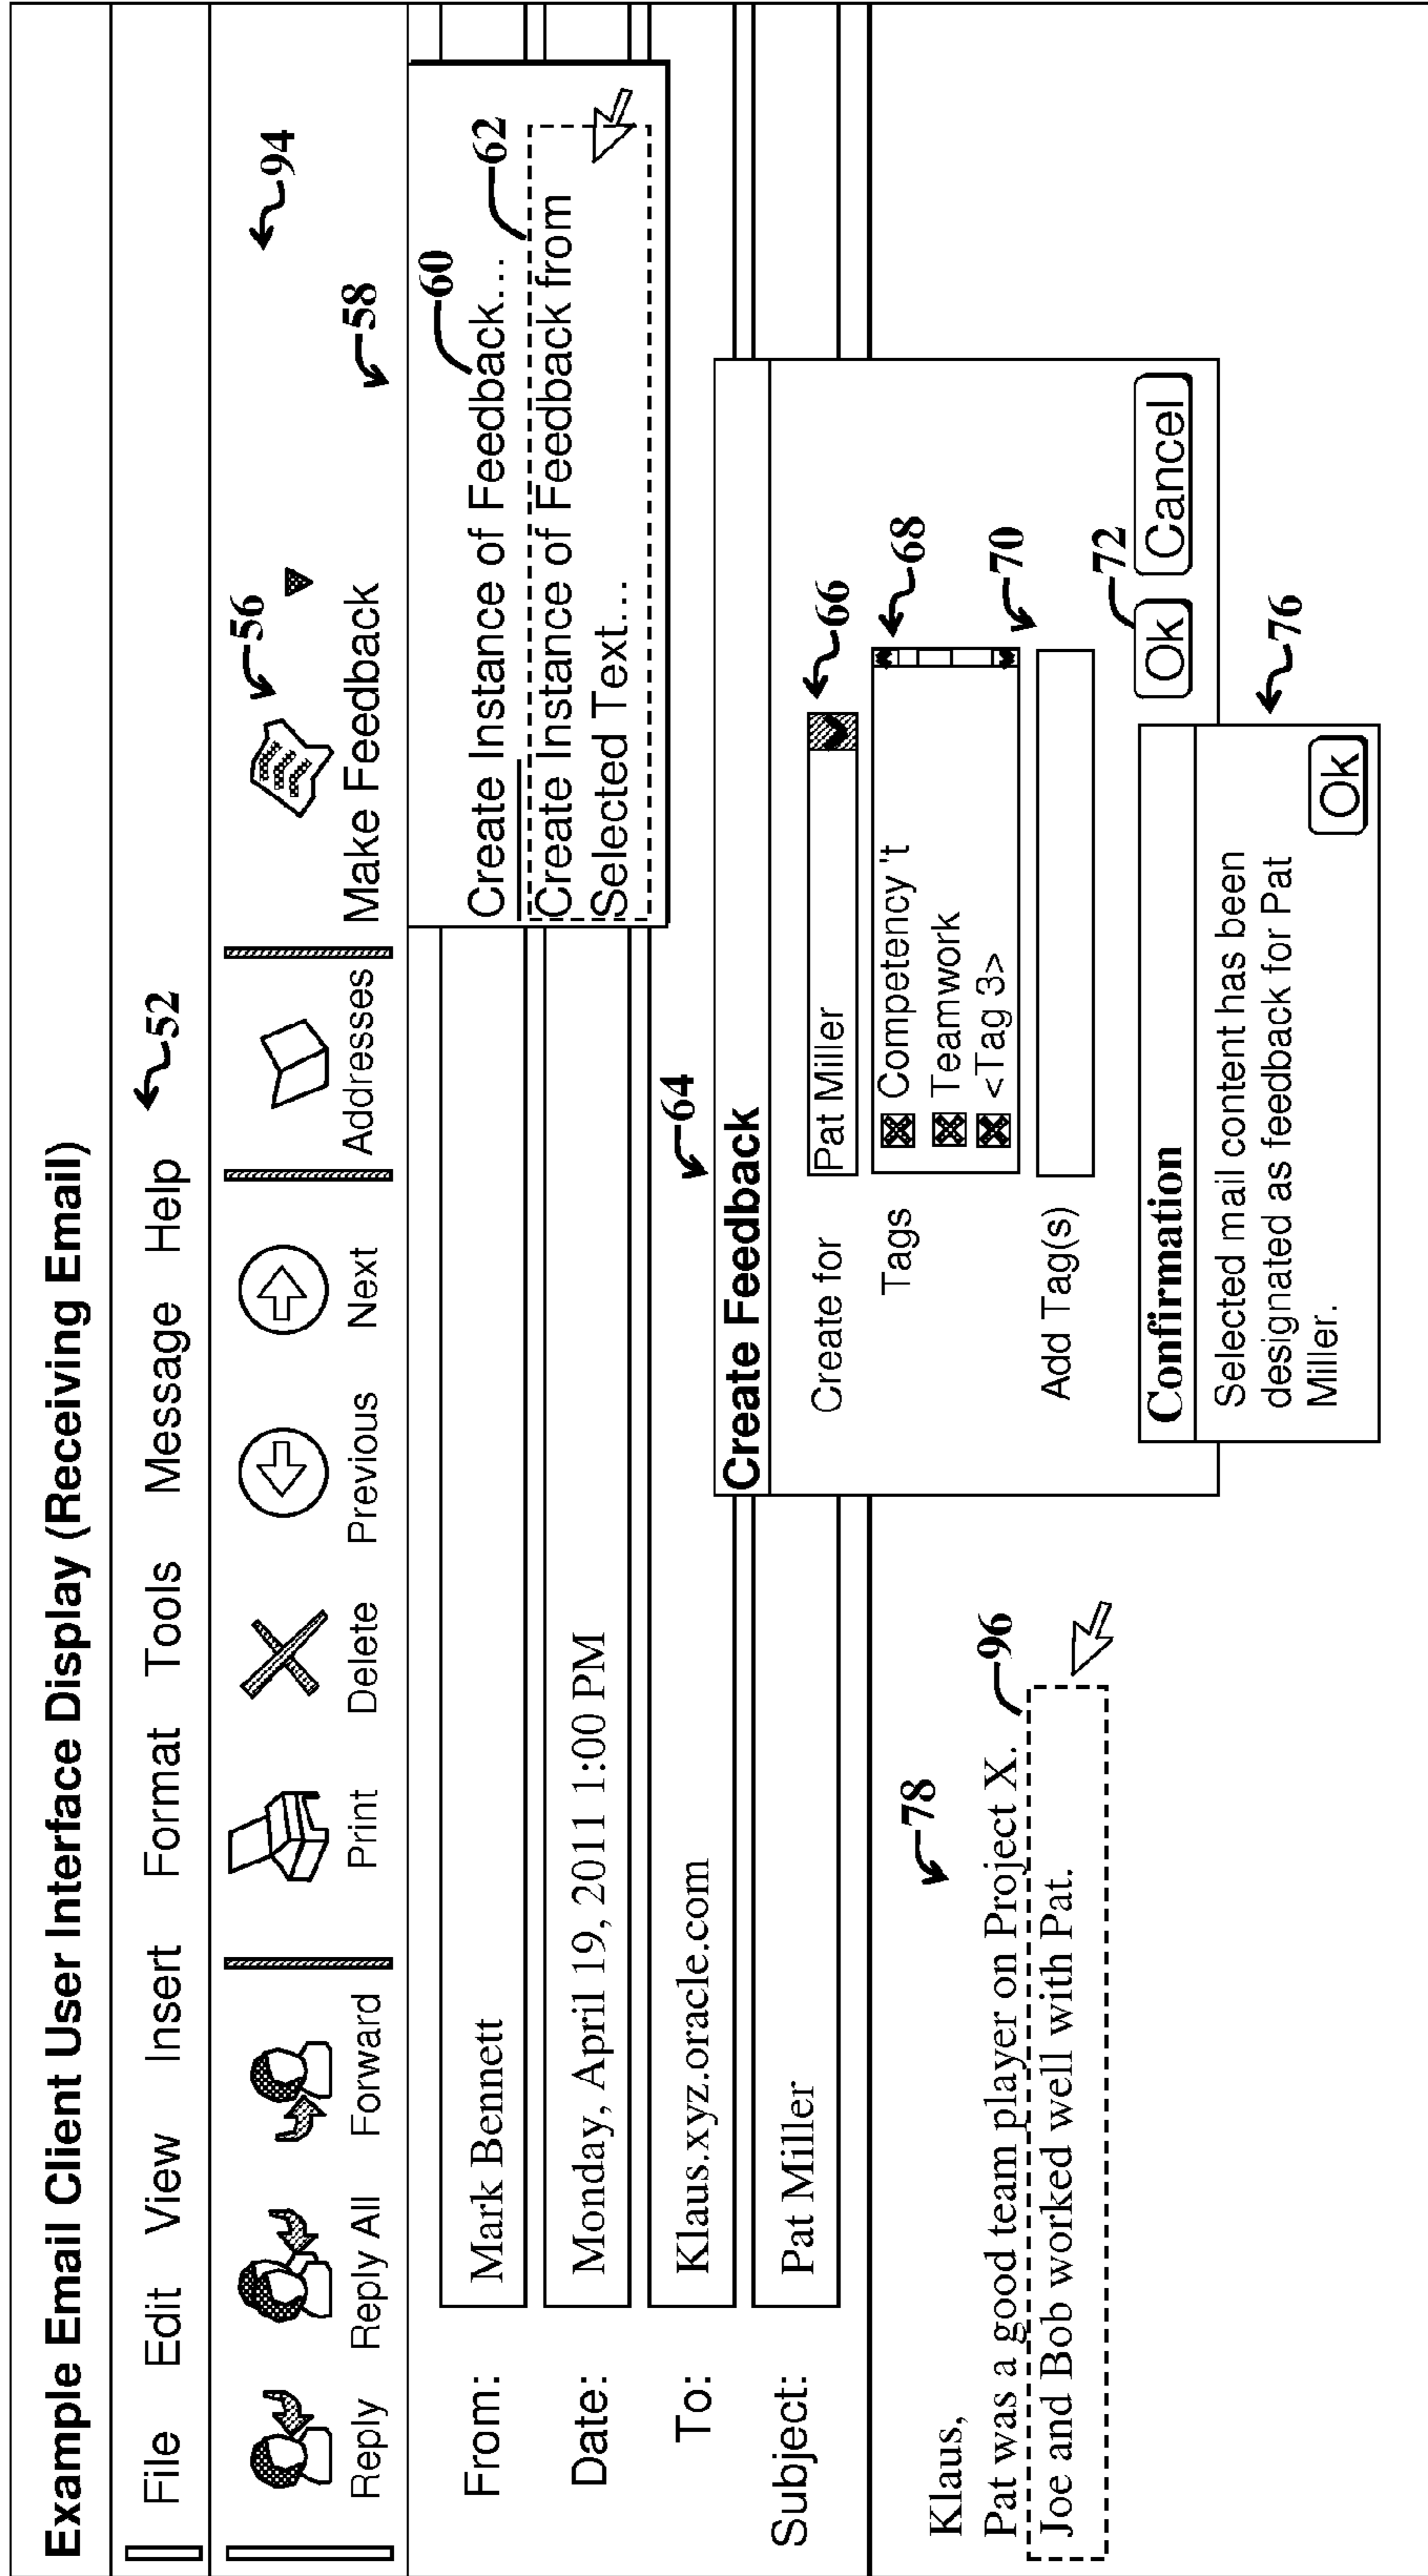 Example Email Client User Interface Display (Receiving Email)
File Edit View Insert Format Tools Message Help 52
94
56
Reply Reply All Forward Print Delete Previous Next Addresses Make Feedback
58
From: Mark Bennett
Date: Monday, April 19, 2011 1:00 PM
To: Klaus.xyz.oracle.com
Subject: Pat Miller
60
Create Instance of Feedback...
62
Create Instance of Feedback from
Selected Text...
64
Create Feedback
Create for Pat Miller 66
Tags Competency 't 68
Teamwork
<Tag 3>
70
Add Tag(s)
72
Ok Cancel
76
Confirmation
Selected mail content has been
designated as feedback for Pat
Miller.
Ok
78
Klaus,
Pat was a good team player on Project X. 96
Joe and Bob worked well with Pat.